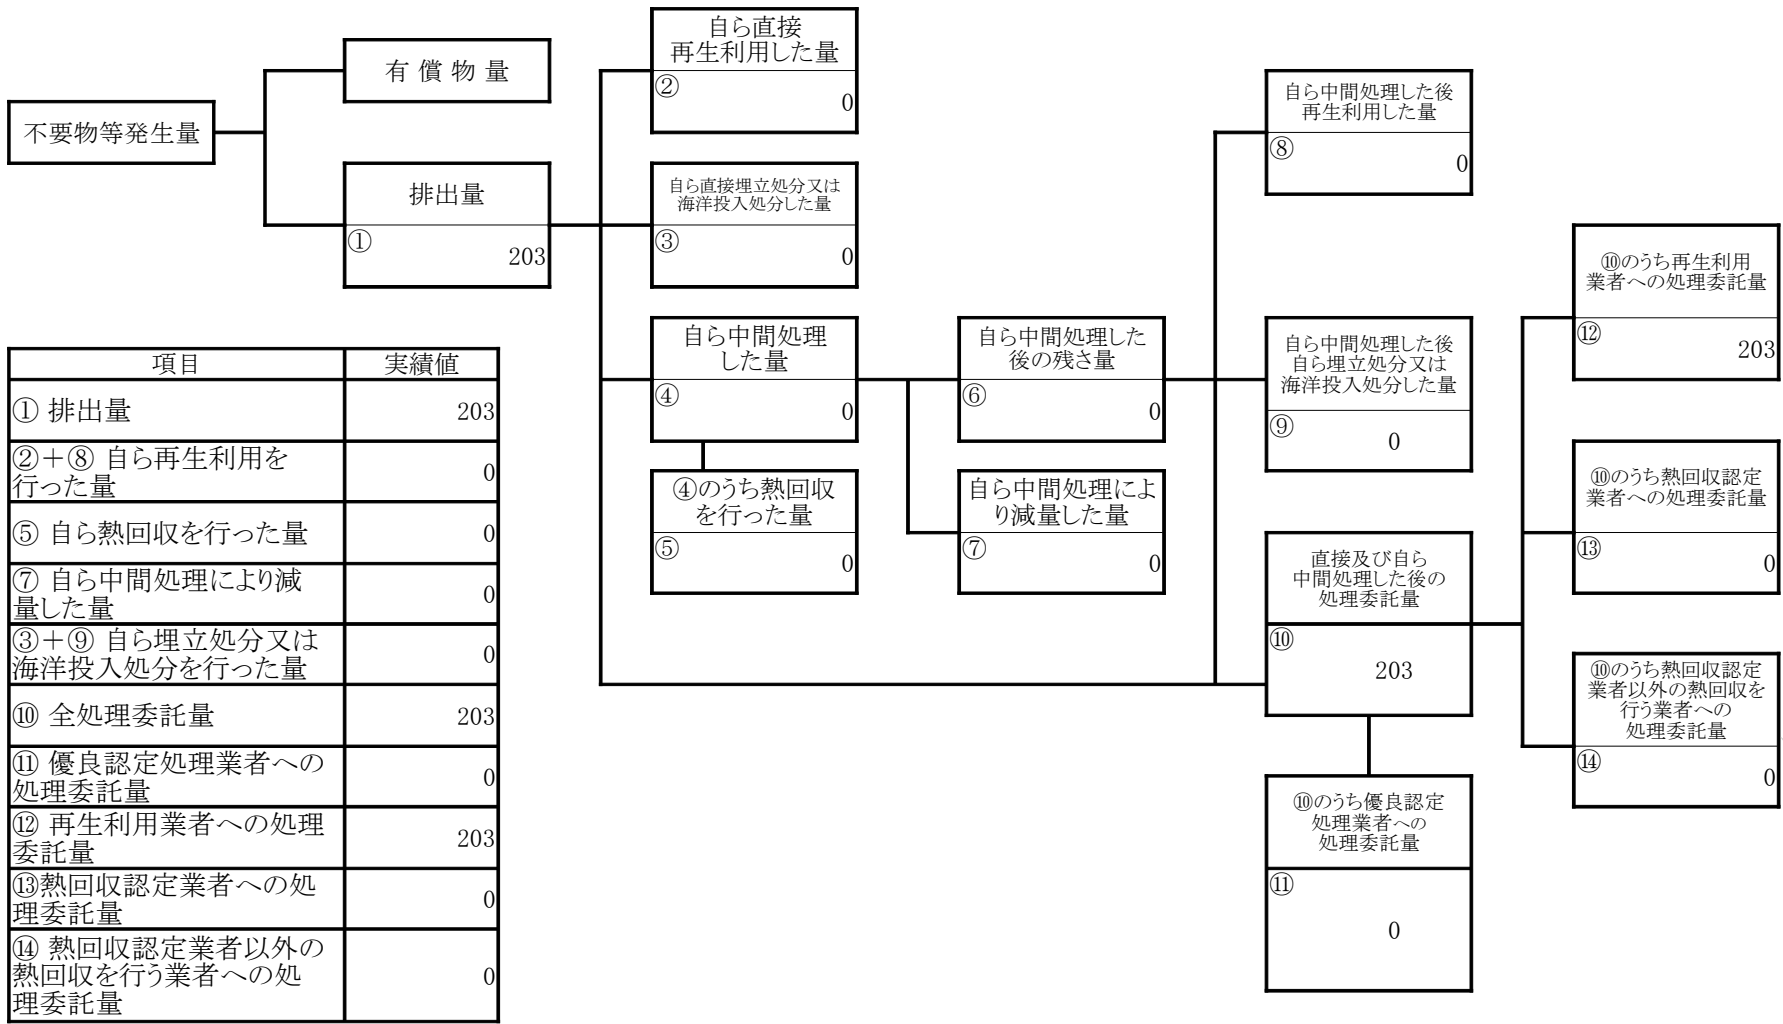 不要物等発生量
有 償 物 量
排出量
①
203
自ら直接
再生利用した量
②
0
自ら直接埋立処分又は
海洋投入処分した量
③
0
自ら中間処理
した量
④
0
④のうち熱回収
を行った量
⑤
0
自ら中間処理した
後の残さ量
⑥
0
自ら中間処理によ
り減量した量
⑦
0
自ら中間処理した後
再生利用した量
⑧
0
自ら中間処理した後
自ら埋立処分又は
海洋投入処分した量
⑨
0
直接及び自ら
中間処理した後の
処理委託量
⑩
203
⑩のうち優良認定
処理業者への
処理委託量
⑪
0
⑩のうち再生利用
業者への処理委託量
⑫
203
⑩のうち熱回収認定
業者への処理委託量
⑬
0
⑩のうち熱回収認定
業者以外の熱回収を
行う業者への
処理委託量
⑭
0
項目 実績値
① 排出量 203
②＋⑧ 自ら再生利用を
行った量 0
⑤ 自ら熱回収を行った量 0
⑦ 自ら中間処理により減
量した量 0
③＋⑨ 自ら埋立処分又は
海洋投入処分を行った量 0
⑩ 全処理委託量 203
⑪ 優良認定処理業者への
処理委託量 0
⑫ 再生利用業者への処理
委託量 203
⑬熱回収認定業者への処
理委託量 0
⑭ 熱回収認定業者以外の
熱回収を行う業者への処
理委託量 0